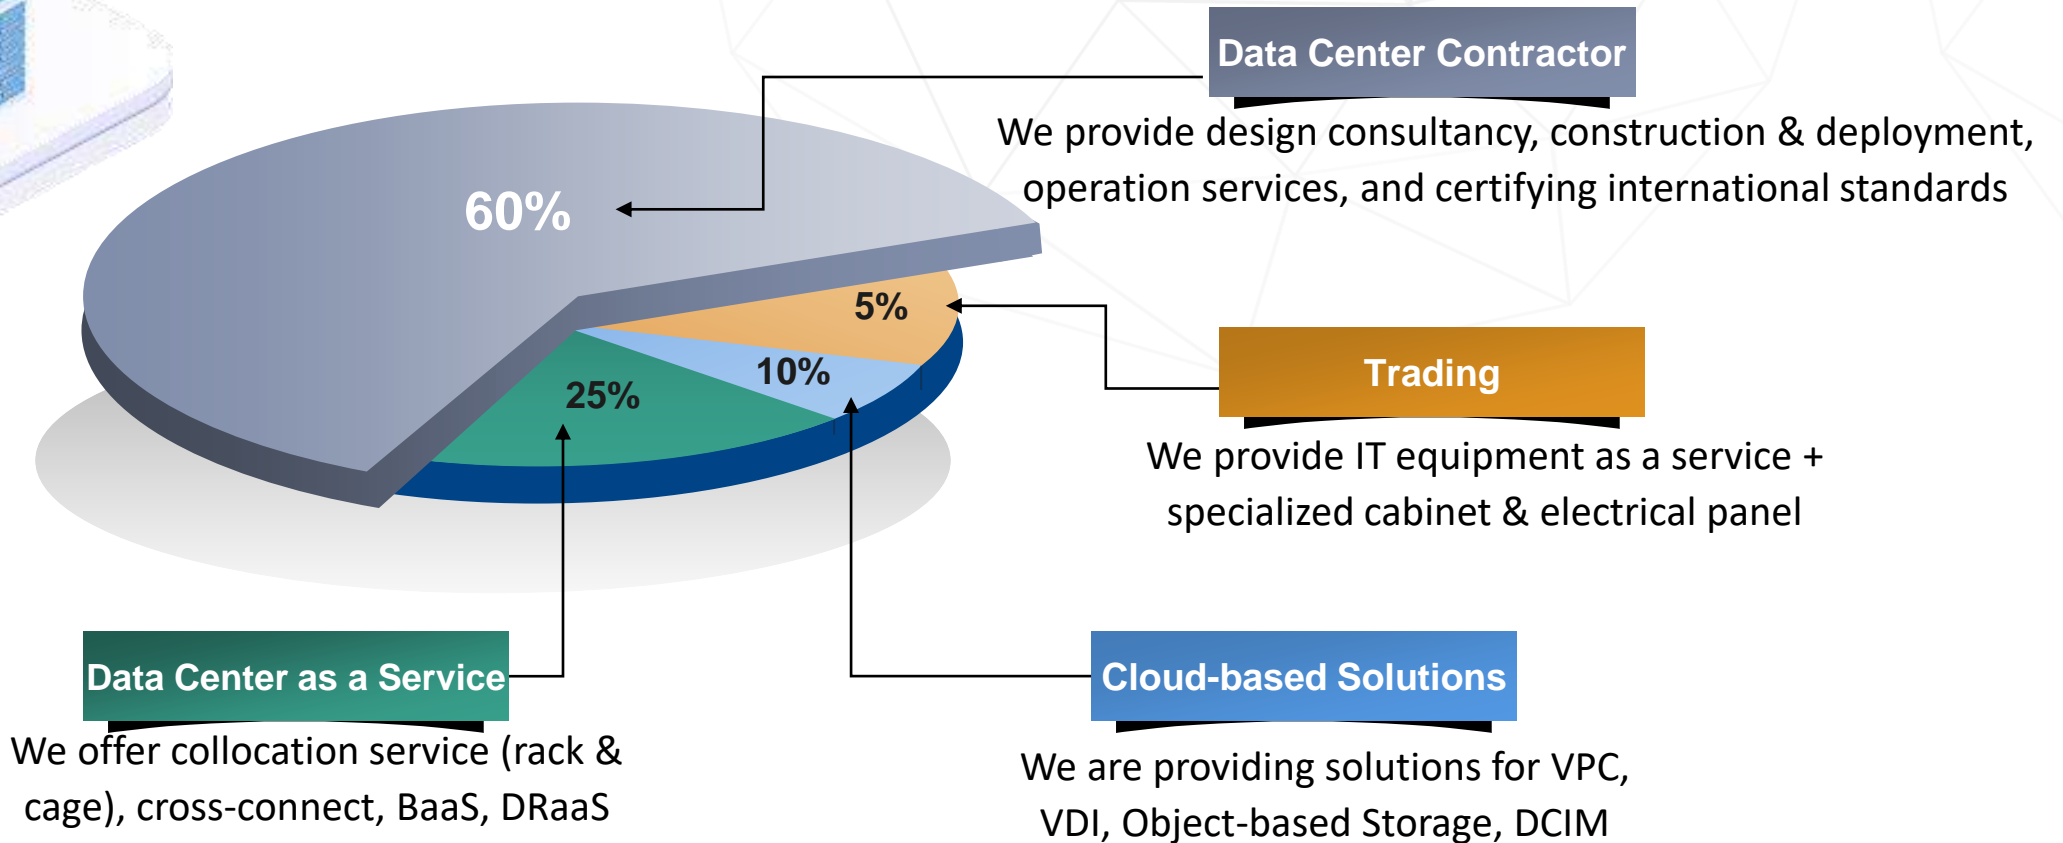 Data Center Contractor
We provide design consultancy, construction & deployment,
operation services, and certifying international standards
60%
5%
10%
25%
Trading
We provide IT equipment as a service +
specialized cabinet & electrical panel
Data Center as a Service
We offer collocation service (rack &
cage), cross-connect, BaaS, DRaaS
Cloud-based Solutions
We are providing solutions for VPC,
VDI, Object-based Storage, DCIM